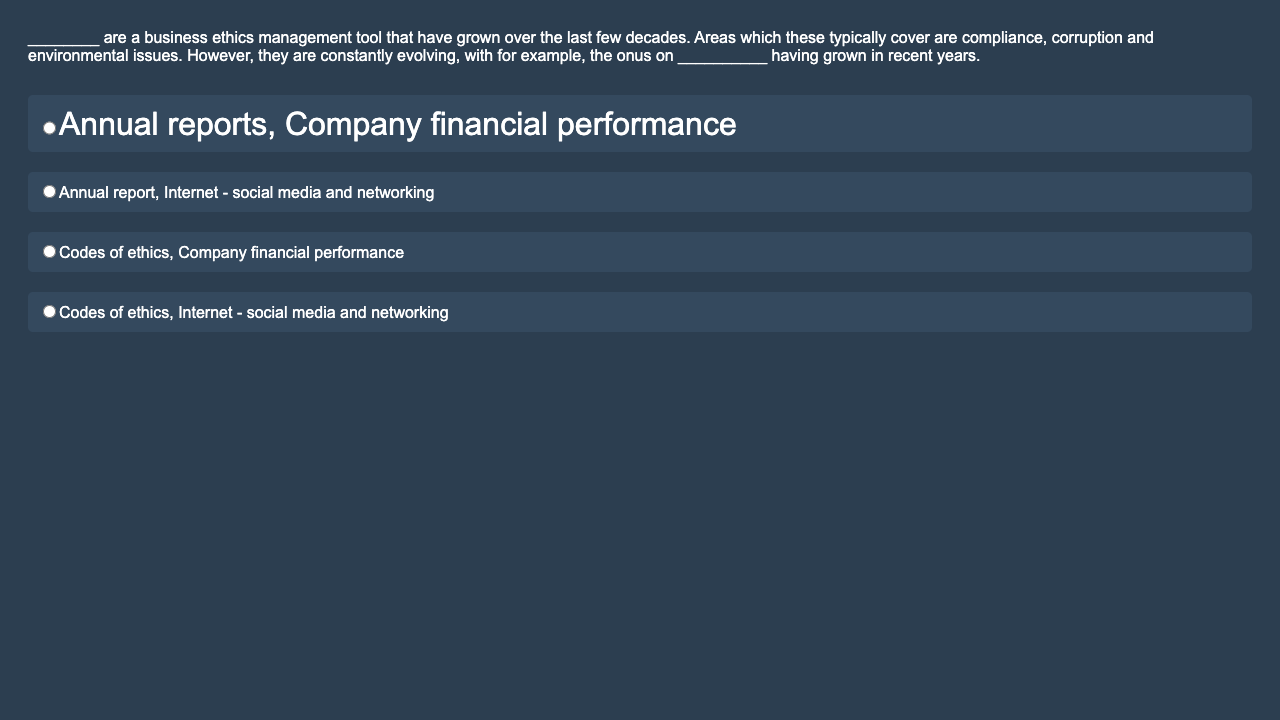 ________ are a business ethics management tool that have grown over the last few decades. Areas which these typically cover are compliance, corruption and
environmental issues. However, they are constantly evolving, with for example, the onus on __________ having grown in recent years.
Annual reports, Company financial performance
Annual report, Internet - social media and networking
Codes of ethics, Company financial performance
Codes of ethics, Internet - social media and networking